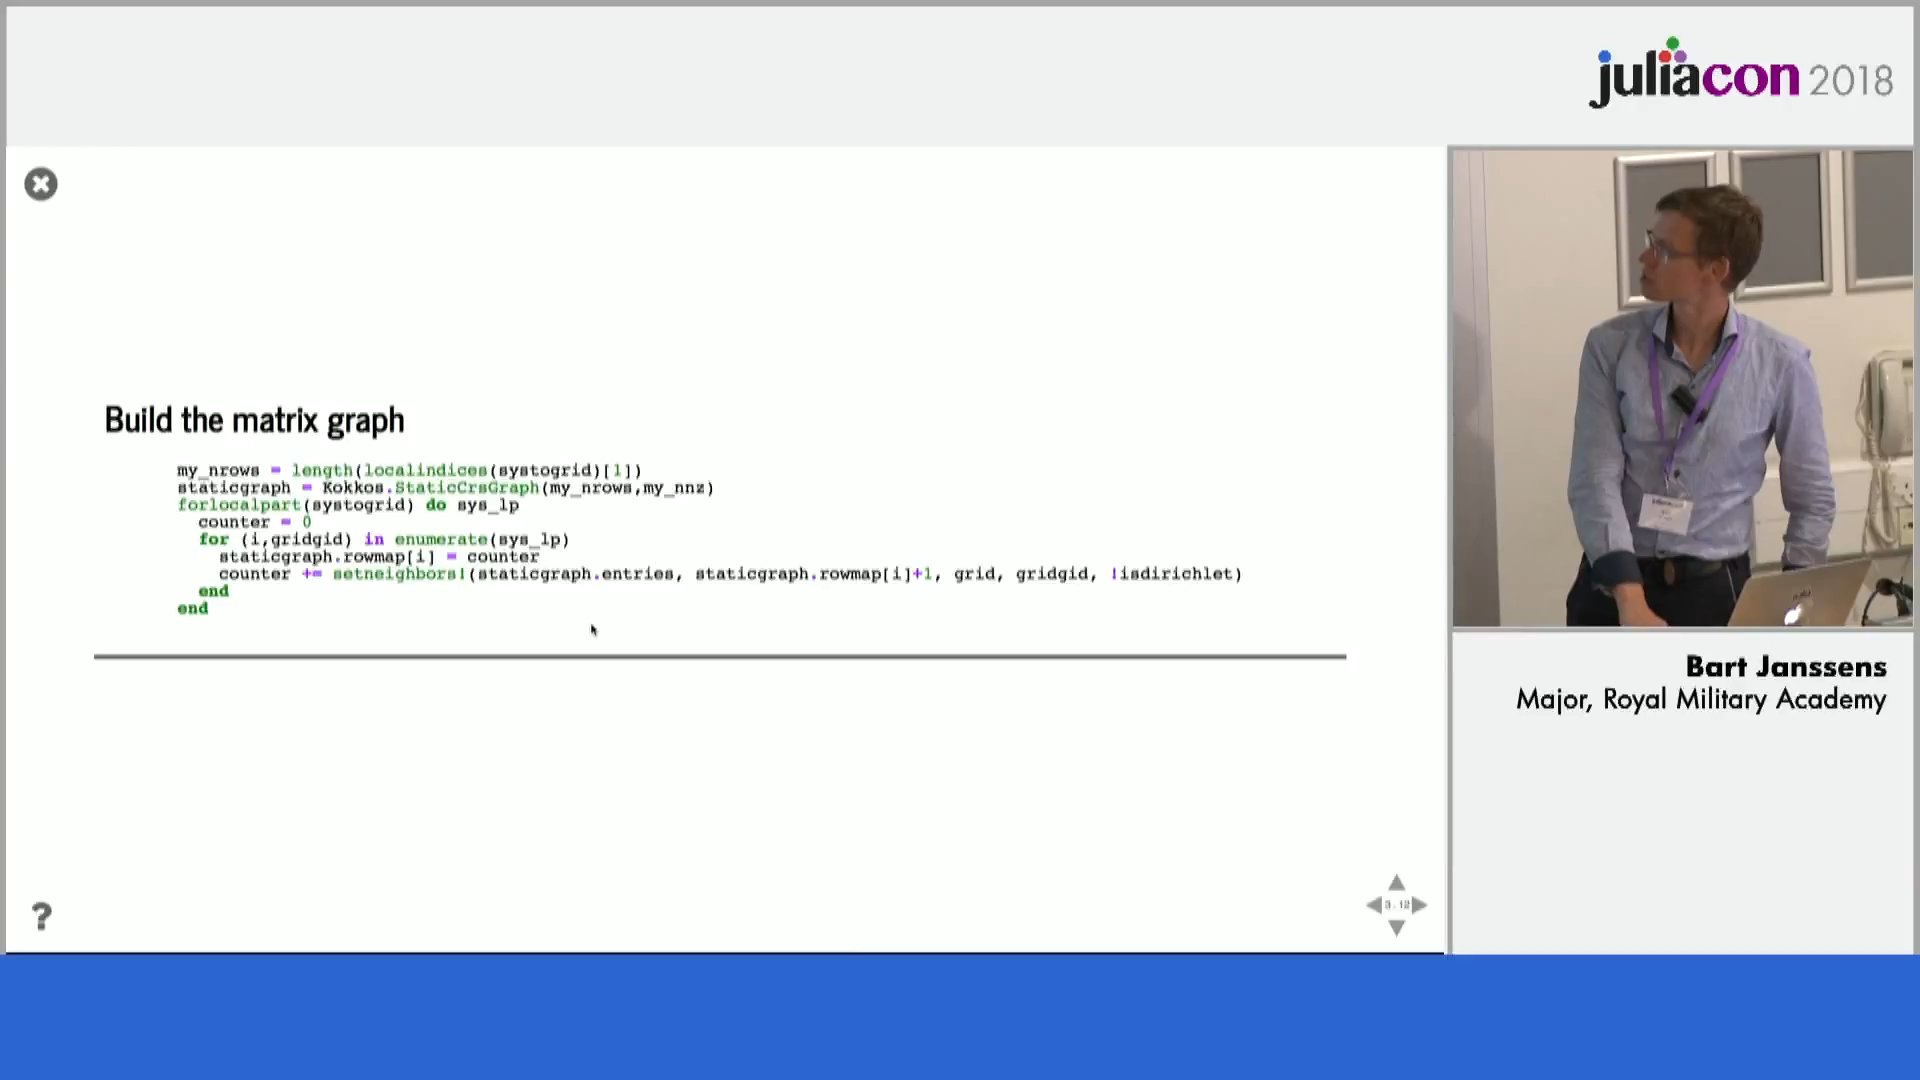 juliacon 2018
Build the matrix graph
my_nrows = length(localindices(systogrid)[1])
staticgraph = Kokkos.StaticCrsGraph(my_nrows,my_nnz)
forlocalpart(systogrid) do sys_lp
counter = 0
for (i,gridgid) in enumerate(sys_lp)
staticgraph.rowmap[i] = counter
counter += setneighbors!(staticgraph.entries, staticgraph.rowmap[i]+1, grid, gridgid, !isdirichlet)
end
end
Bart Janssens
Major, Royal Military Academy
?
3.12